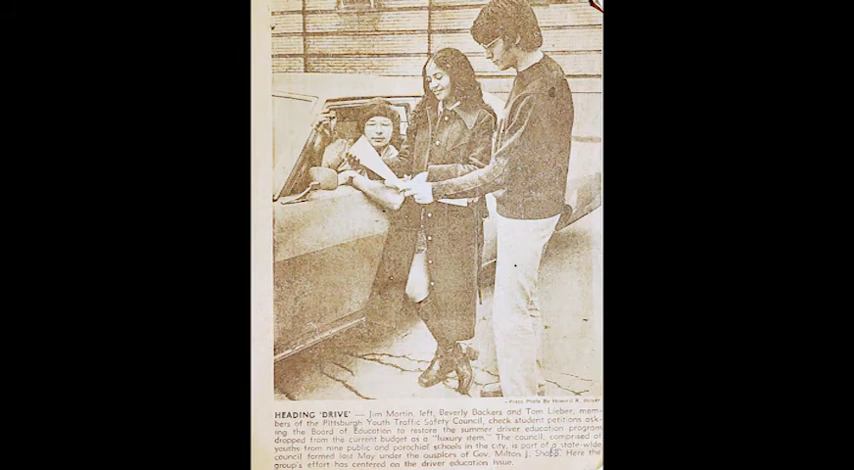 —Press Photo By Howard R.
HEADING 'DRIVE' — Jim Martin, left, Beverly Backers and Tom Lieber, mem-
bers of the Pittsburgh Youth Traffic Safety Council, check student petitions ask-
ing the Board of Education to restore the summer driver education program
dropped from the current budget as a "luxury item." The council, comprised of
youths from nine public and parochial schools in the city, is part of a state-wide
council formed last May under the auspices of Gov. Milton J. Here the
group's effort has centered on the driver education issue.